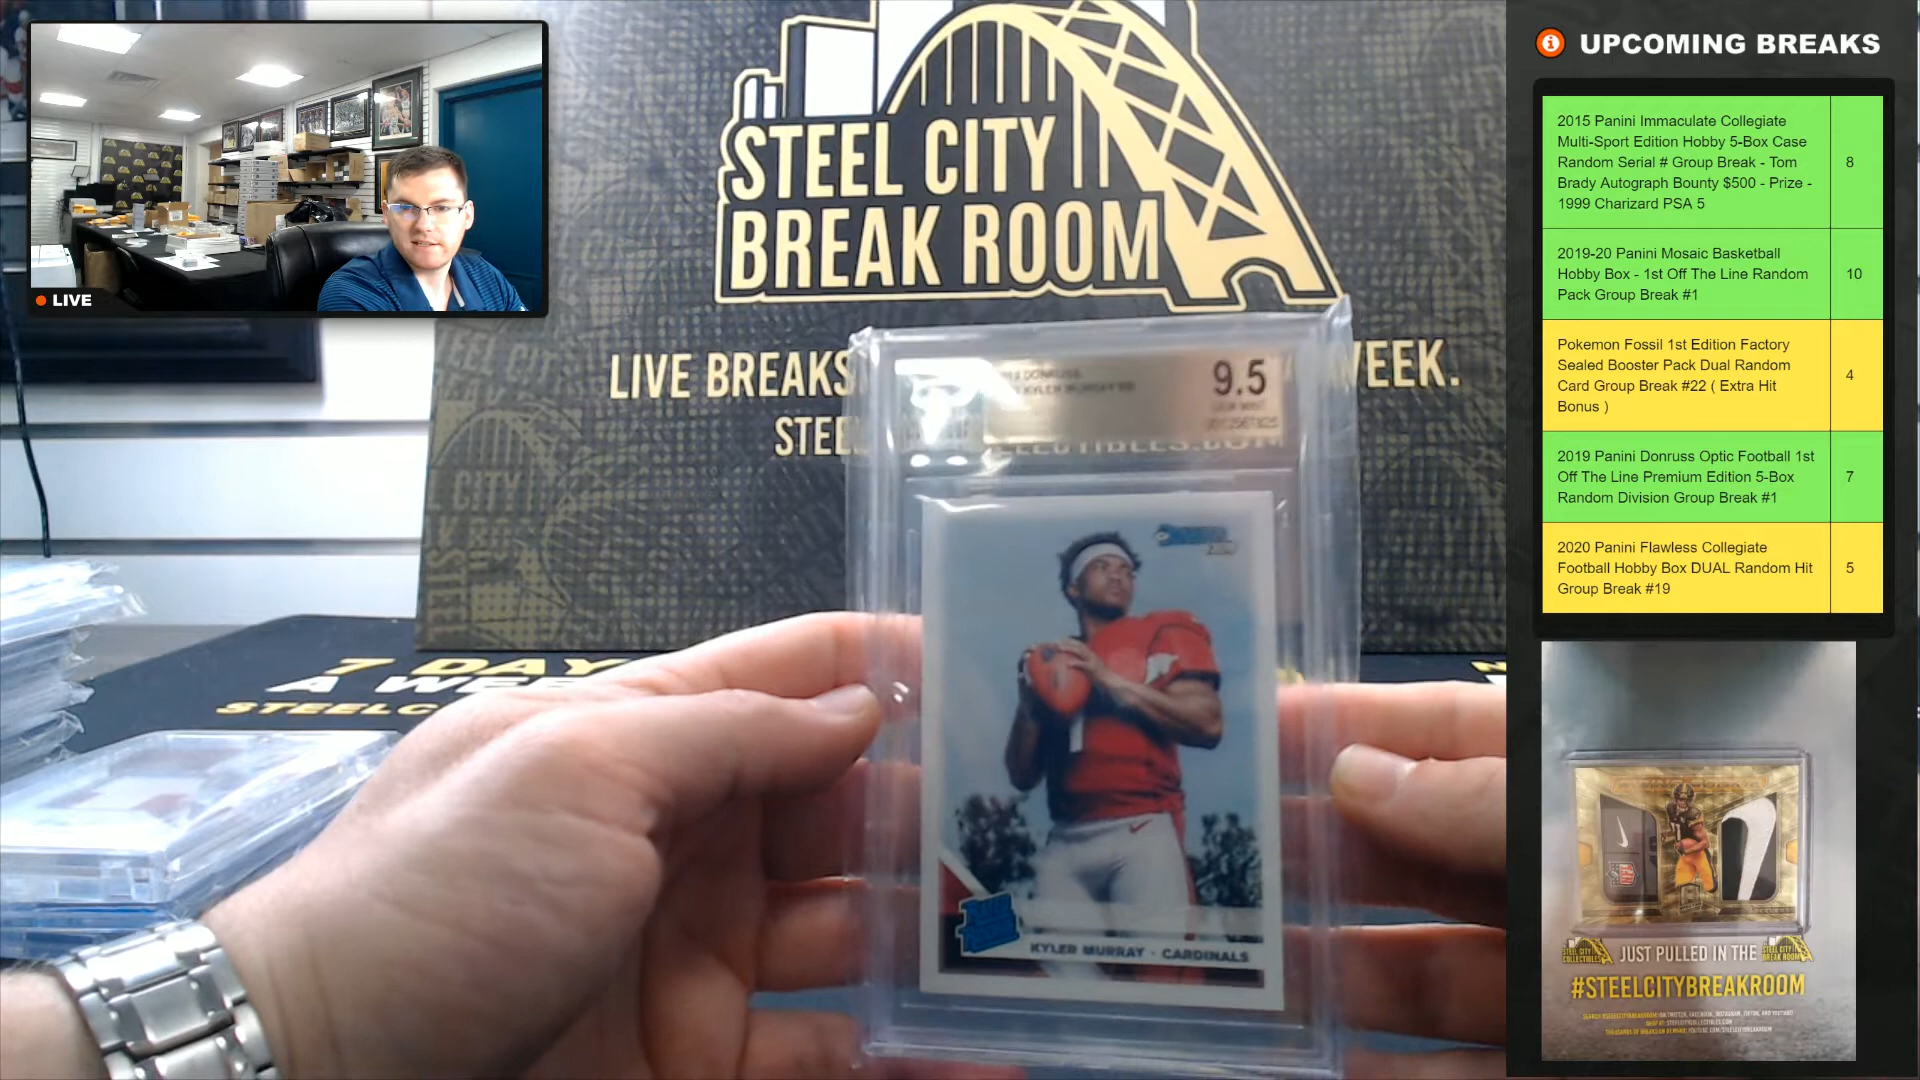 LIVE
STEEL CITY
BREAK ROOM
LIVE BREAKS
WEEK.
STEEL
7 DAY
A WEE
STEELC
9.5
KYLER MURRAY · CARDINALS
UPCOMING BREAKS
2015 Panini Immaculate Collegiate
Multi-Sport Edition Hobby 5-Box Case
Random Serial # Group Break - Tom
Brady Autograph Bounty $500 - Prize -
1999 Charizard PSA 5
8
2019-20 Panini Mosaic Basketball
Hobby Box - 1st Off The Line Random
Pack Group Break #1
10
Pokemon Fossil 1st Edition Factory
Sealed Booster Pack Dual Random
Card Group Break #22 ( Extra Hit
Bonus )
4
2019 Panini Donruss Optic Football 1st
Off The Line Premium Edition 5-Box
Random Division Group Break #1
7
2020 Panini Flawless Collegiate
Football Hobby Box DUAL Random Hit
Group Break #19
5
JUST PULLED IN THE
#STEELCITYBREAKROOM